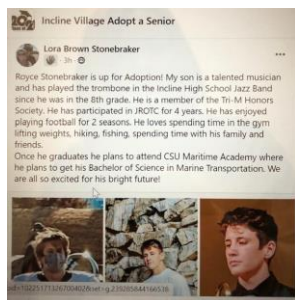 Incline Village Adopt a Senior
Lora Brown Stonebraker
3h
Royce Stonebraker is up for Adoption! My son is a talented musician
and has played the trombone in the Incline High School Jazz Band
since he was in the 8th grade. He is a member of the Tri-M Honors
Society. He has participated in JROTC for 4 years. He has enjoyed
playing football for 2 seasons. He loves spending time in the gym
lifting weights, hiking, fishing, spending time with his family and
friends.
Once he graduates he plans to attend CSU Maritime Academy where
he plans to get his Bachelor of Science in Marine Transportation. We
are all so excited for his bright future!